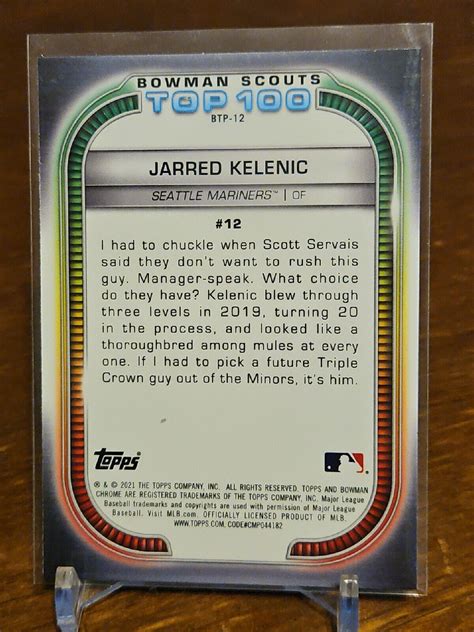 BOWMAN SCOUTS
TOP 100
BTP-12
JARRED KELENIC
SEATTLE MARINERS™ | OF
#12
I had to chuckle when Scott Servais
said they don't want to rush this
guy. Manager-speak. What choice
do they have? Kelenic blew through
three levels in 2019, turning 20
in the process, and looked like a
thoroughbred among mules at every
one. If I had to pick a future Triple
Crown guy out of the Minors, it's him.
Topps
® & © 2021 THE TOPPS COMPANY, INC. ALL RIGHTS RESERVED. TOPPS AND BOWMAN
CHROME ARE REGISTERED TRADEMARKS OF THE TOPPS COMPANY, INC. Major League
Baseball trademarks and copyrights are used with permission of Major League
Baseball. Visit MLB.com. OFFICIALLY LICENSED PRODUCT OF MLB.
WWW.TOPPS.COM. CODE#CMP044182